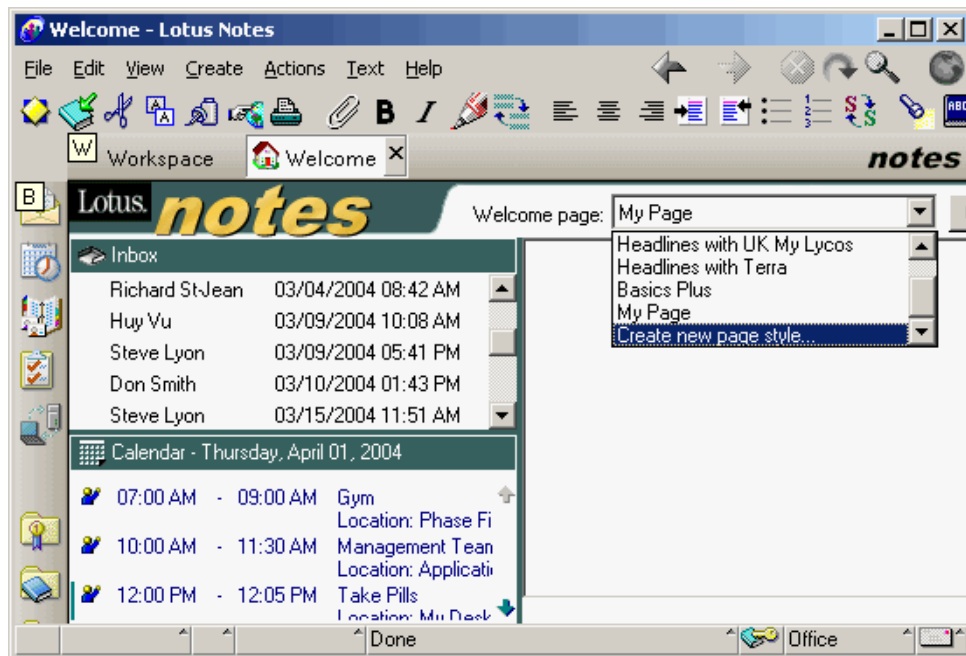 Welcome - Lotus Notes
File Edit View Create Actions Text Help
B I ABC
W Workspace Welcome notes
B Lotus. notes Welcome page: My Page
Inbox
Headlines with UK My Lycos
Headlines with Terra
Basics Plus
My Page
Create new page style...
Richard St-Jean 03/04/2004 08:42 AM
Huy Vu 03/09/2004 10:08 AM
Steve Lyon 03/09/2004 05:41 PM
Don Smith 03/10/2004 01:43 PM
Steve Lyon 03/15/2004 11:51 AM
Calendar - Thursday, April 01, 2004
07:00 AM - 09:00 AM Gym
Location: Phase Fi
10:00 AM - 11:30 AM Management Tean
Location: Applicati
12:00 PM - 12:05 PM Take Pills
Location: My Desk
Done Office